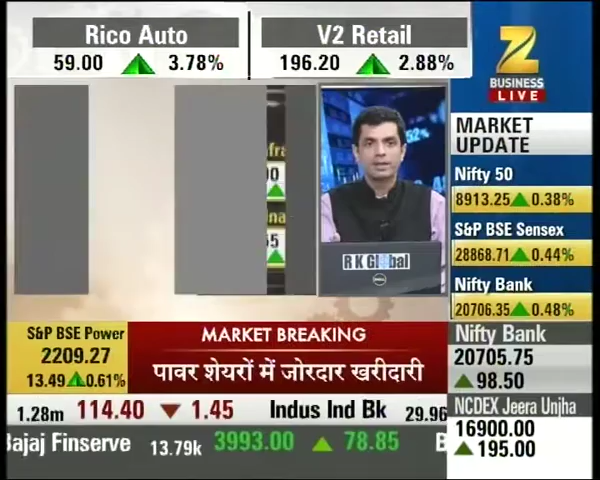 Rico Auto
59.00 3.78%
V2 Retail
196.20 2.88%
Z
BUSINESS
LIVE
52%
00
55
R K Global
DELL
MARKET
UPDATE
Nifty 50
8913.25 0.38%
S&P BSE Sensex
28868.71 0.44%
Nifty Bank
20706.35 0.48%
S&P BSE Power
2209.27
13.49 0.61%
MARKET BREAKING
पावर शेयरों में जोरदार खरीदारी
Nifty Bank
20705.75
98.50
1.28m 114.40 1.45 Indus Ind Bk 29.96
NCDEX Jeera Unjha
16900.00
195.00
Bajaj Finserve 13.79k 3993.00 78.85 B